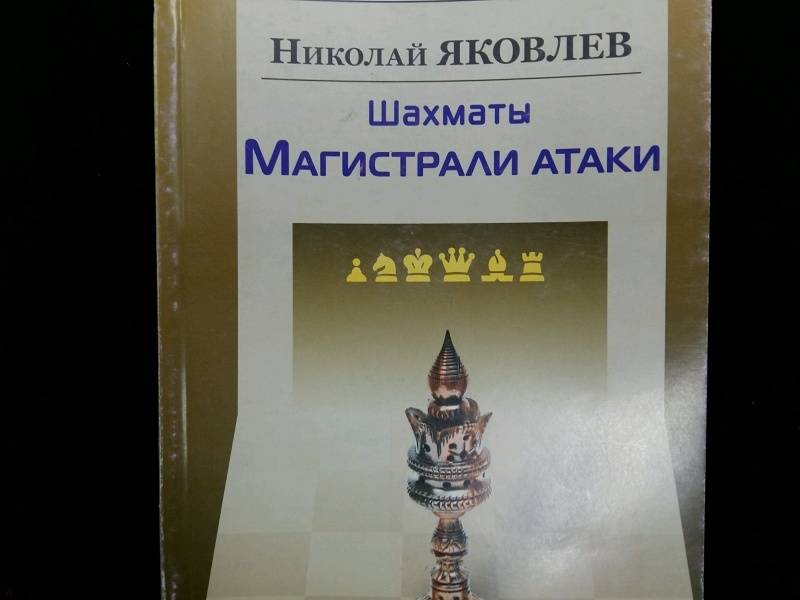 Николай ЯКОВЛЕВ
Шахматы
МАГИСТРАЛИ АТАКИ